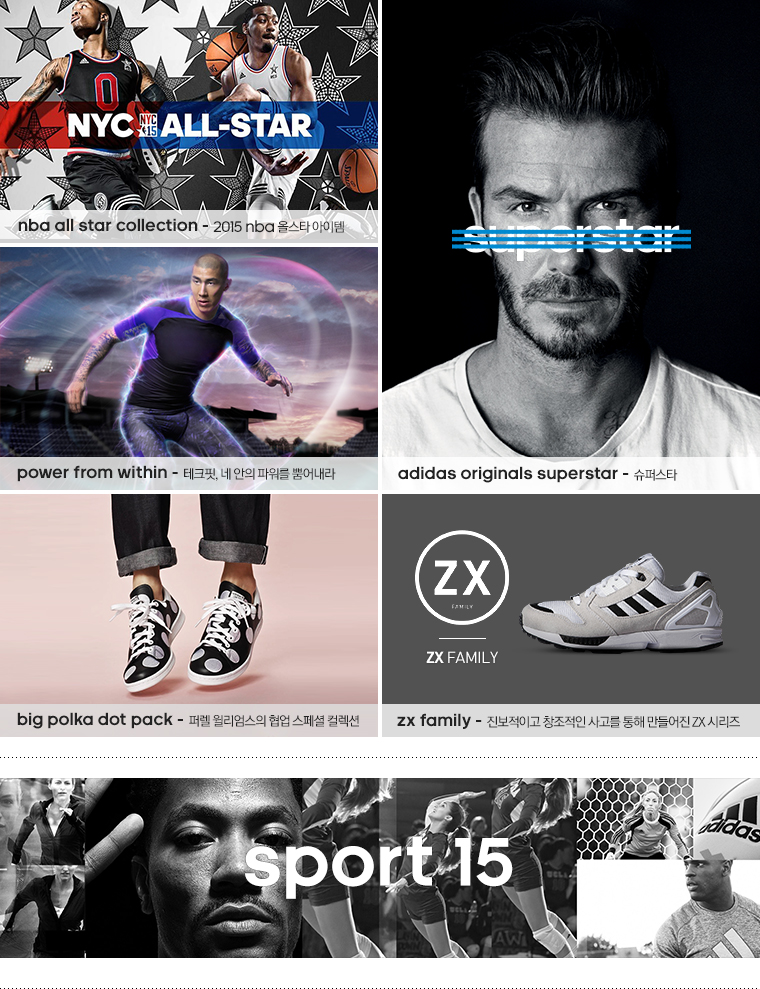 NYC NYC 15 ALL-STAR
nba all star collection - 2015 nba 올스타 아이템
superstar
power from within - 테크핏, 네 안의 파워를 뿜어내라
adidas originals superstar - 슈퍼스타
ZX
FAMILY
ZX FAMILY
big polka dot pack - 퍼렐 윌리엄스의 협업 스페셜 컬렉션
zx family - 진보적이고 창조적인 사고를 통해 만들어진 ZX 시리즈
adidas
sport 15